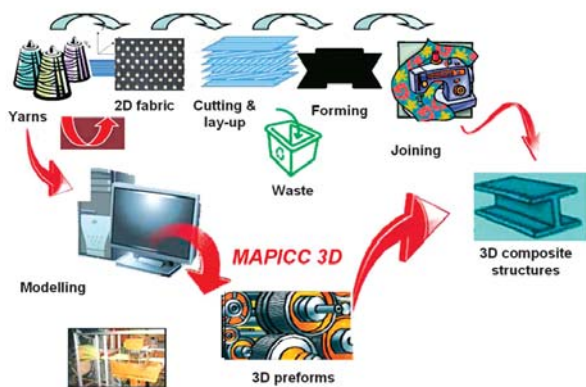 Yarns
2D fabric
Cutting &
lay-up
Forming
Joining
Waste
Modelling
MAPICC 3D
3D preforms
3D composite
structures